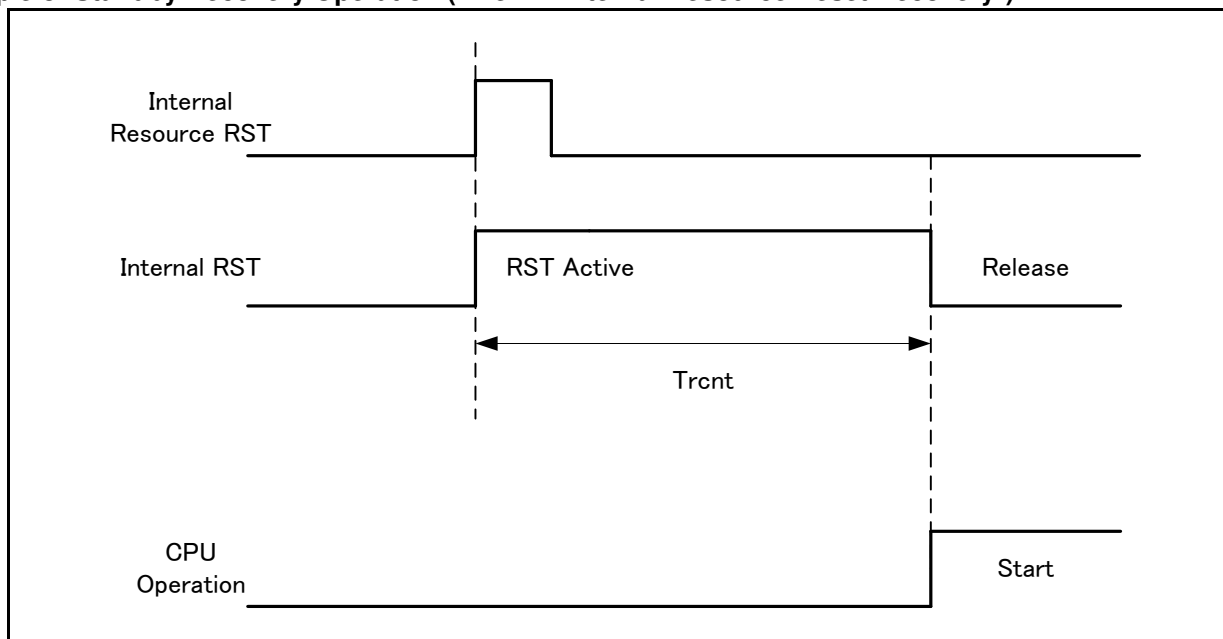 Internal
Resource RST
Internal RST
RST Active
Release
Trcnt
CPU
Operation
Start